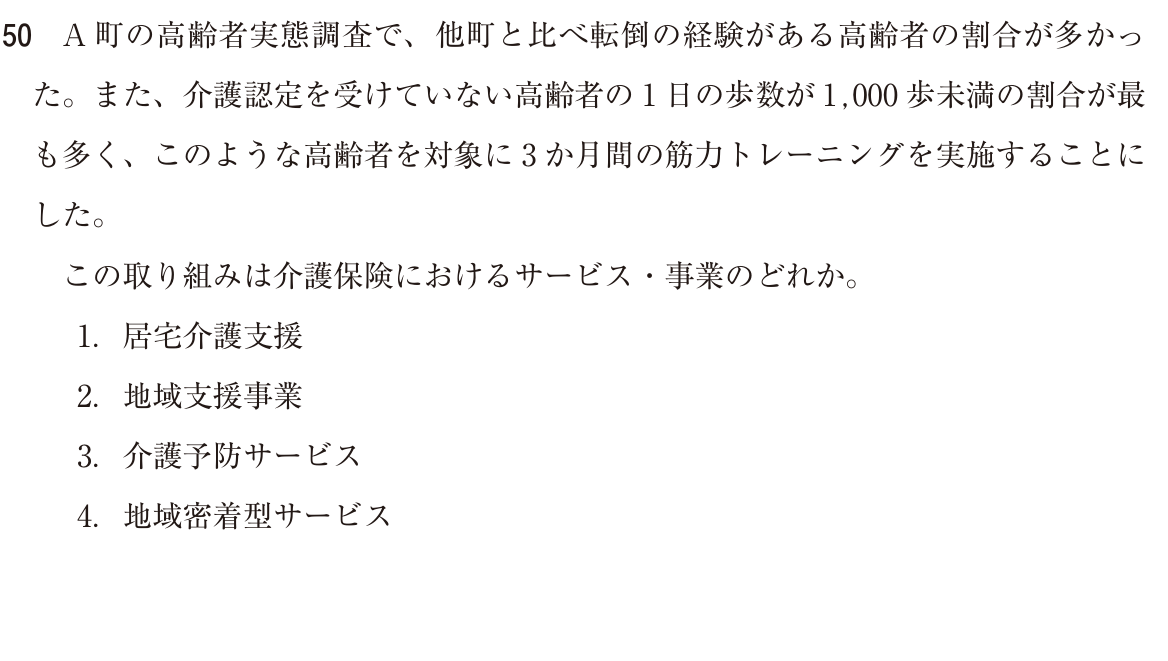 50 A町の高齢者実態調査で、他町と比べ転倒の経験がある高齢者の割合が多かっ
た。また、介護認定を受けていない高齢者の1日の歩数が1,000歩未満の割合が最
も多く、このような高齢者を対象に3か月間の筋力トレーニングを実施することに
した。
この取り組みは介護保険におけるサービス・事業のどれか。
1. 居宅介護支援
2. 地域支援事業
3. 介護予防サービス
4. 地域密着型サービス